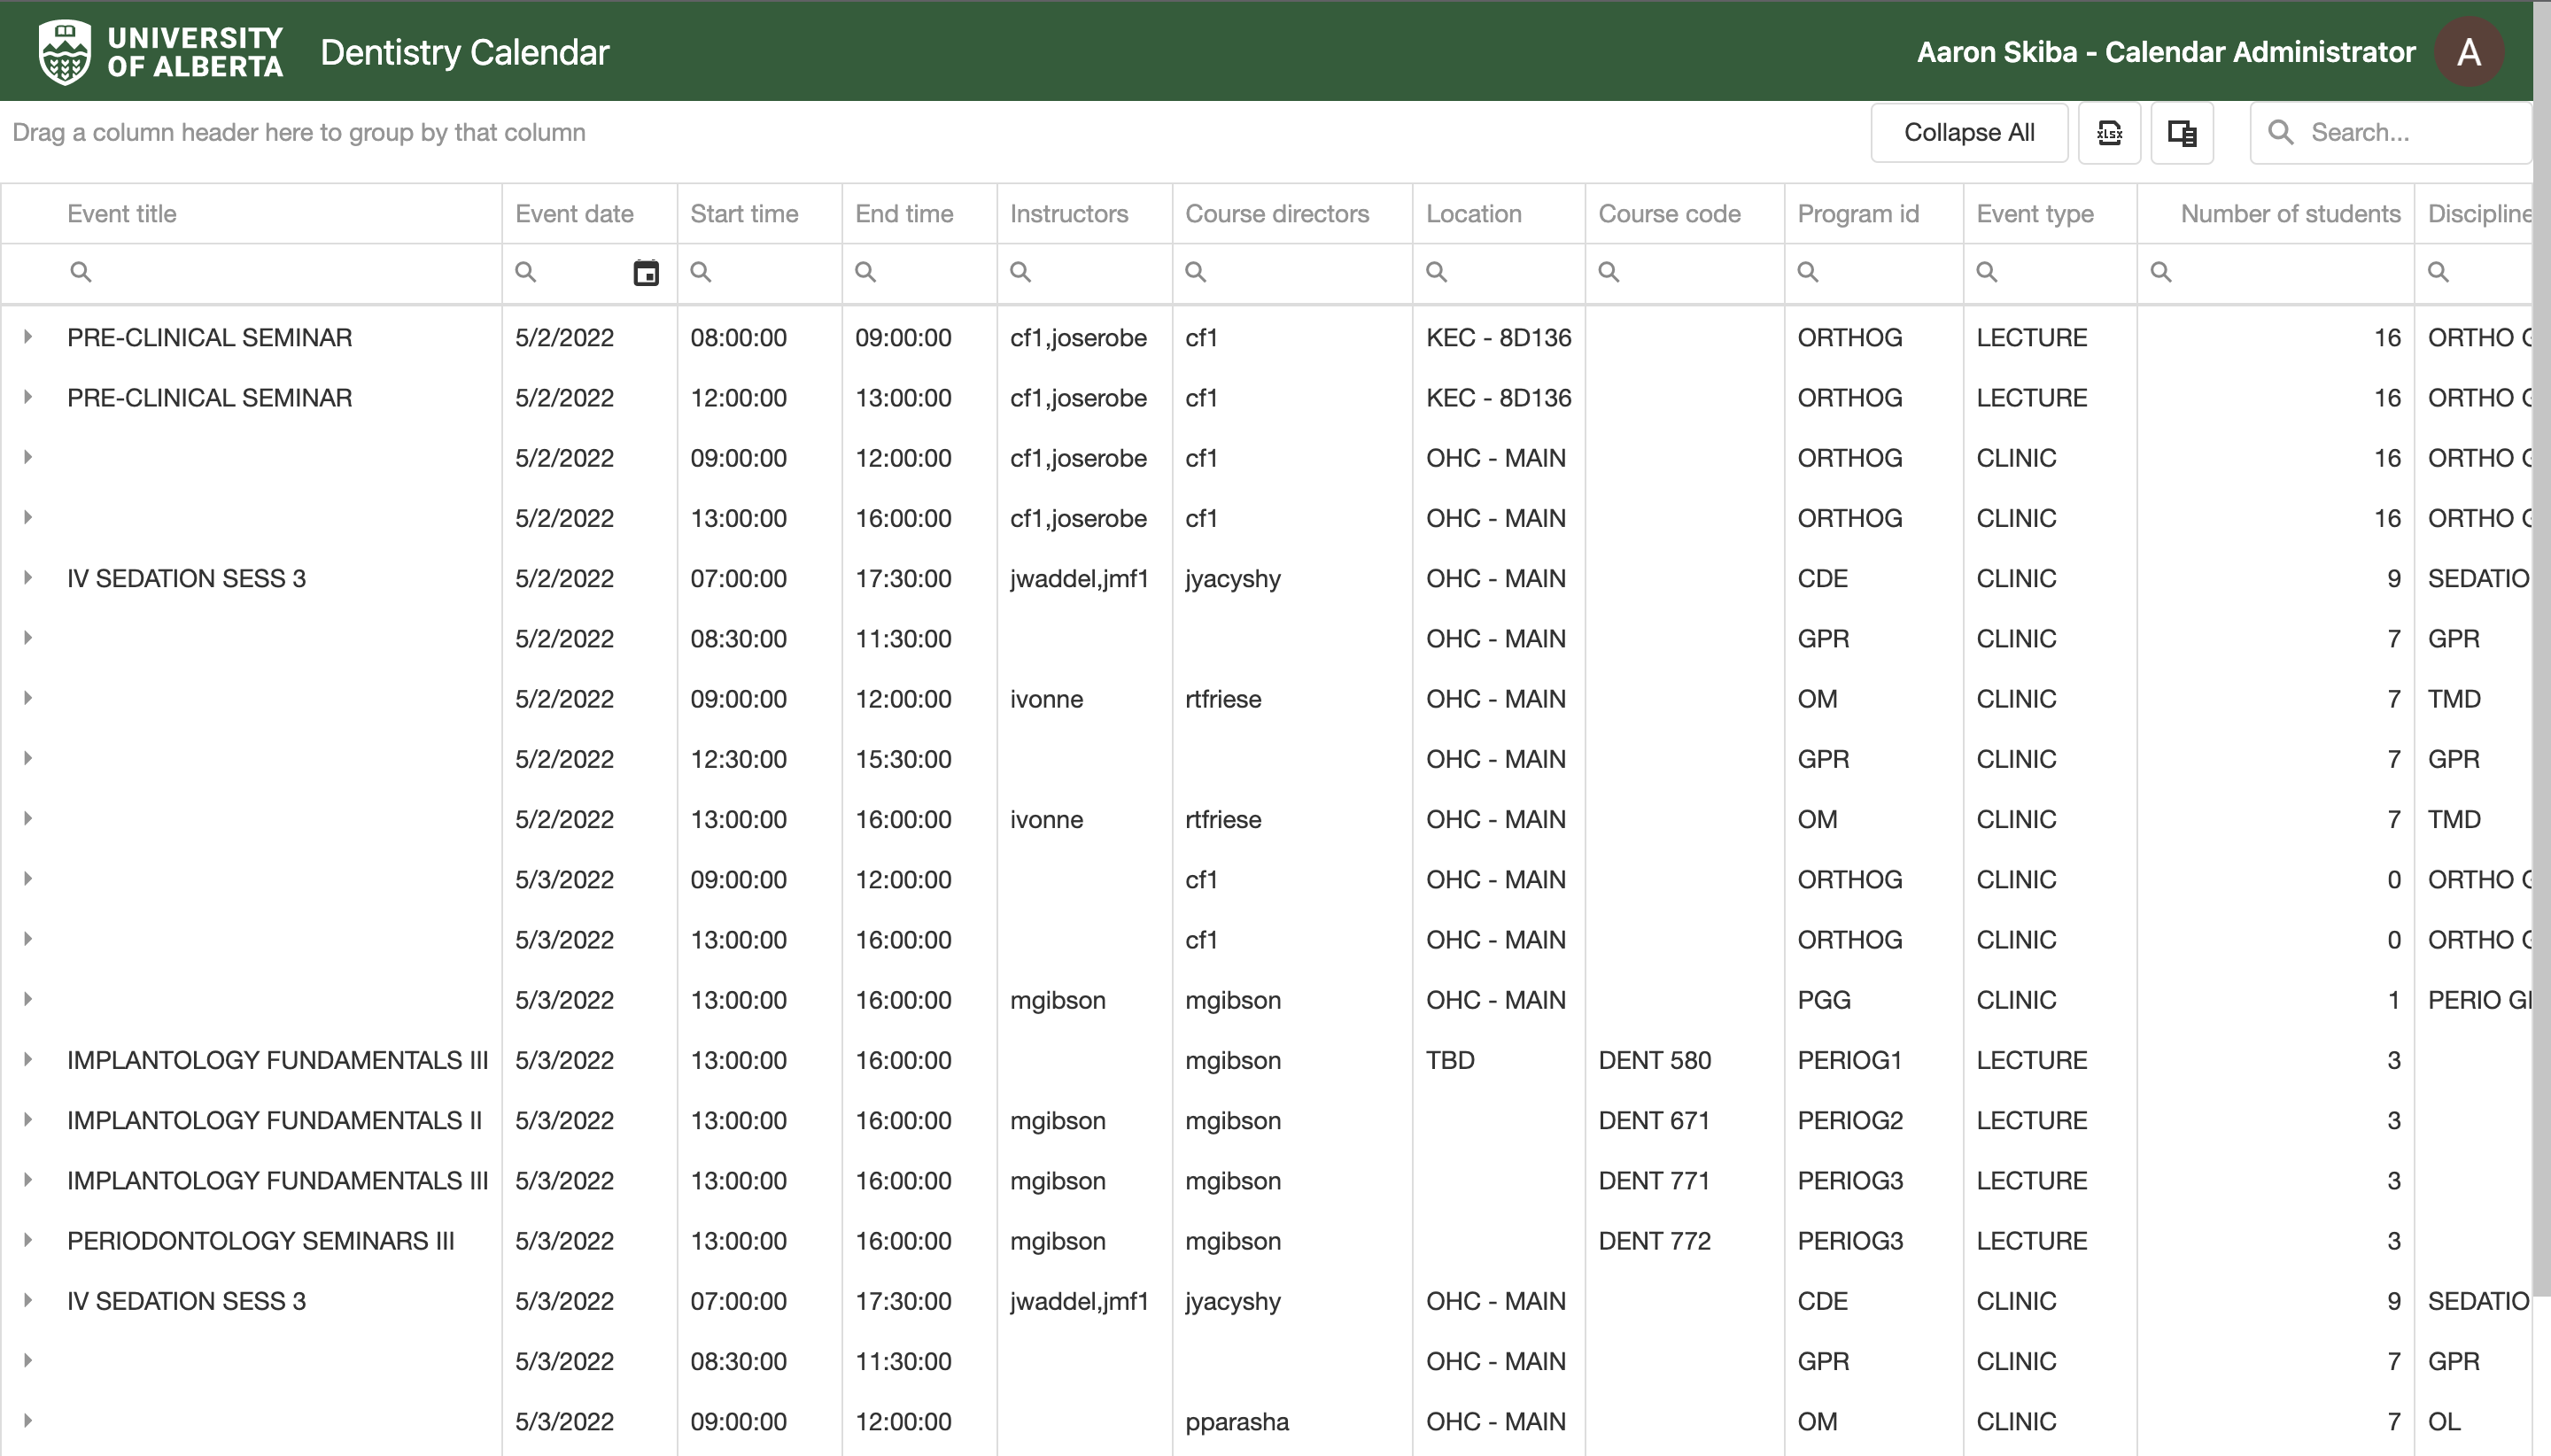 UNIVERSITY
OF ALBERTA
Dentistry Calendar
Aaron Skiba - Calendar Administrator
A
Drag a column header here to group by that column
Collapse All
XLSX
Search...
Event title Event date Start time End time Instructors Course directors Location Course code Program id Event type Number of students Discipline
PRE-CLINICAL SEMINAR 5/2/2022 08:00:00 09:00:00 cf1,joserobe cf1 KEC - 8D136 ORTHOG LECTURE 16 ORTHO G
PRE-CLINICAL SEMINAR 5/2/2022 12:00:00 13:00:00 cf1,joserobe cf1 KEC - 8D136 ORTHOG LECTURE 16 ORTHO G
5/2/2022 09:00:00 12:00:00 cf1,joserobe cf1 OHC - MAIN ORTHOG CLINIC 16 ORTHO G
5/2/2022 13:00:00 16:00:00 cf1,joserobe cf1 OHC - MAIN ORTHOG CLINIC 16 ORTHO G
IV SEDATION SESS 3 5/2/2022 07:00:00 17:30:00 jwaddel,jmf1 jyacyshy OHC - MAIN CDE CLINIC 9 SEDATIO
5/2/2022 08:30:00 11:30:00 OHC - MAIN GPR CLINIC 7 GPR
5/2/2022 09:00:00 12:00:00 ivonne rtfriese OHC - MAIN OM CLINIC 7 TMD
5/2/2022 12:30:00 15:30:00 OHC - MAIN GPR CLINIC 7 GPR
5/2/2022 13:00:00 16:00:00 ivonne rtfriese OHC - MAIN OM CLINIC 7 TMD
5/3/2022 09:00:00 12:00:00 cf1 OHC - MAIN ORTHOG CLINIC 0 ORTHO G
5/3/2022 13:00:00 16:00:00 cf1 OHC - MAIN ORTHOG CLINIC 0 ORTHO G
5/3/2022 13:00:00 16:00:00 mgibson mgibson OHC - MAIN PGG CLINIC 1 PERIO G
IMPLANTOLOGY FUNDAMENTALS III 5/3/2022 13:00:00 16:00:00 mgibson TBD DENT 580 PERIOG1 LECTURE 3
IMPLANTOLOGY FUNDAMENTALS II 5/3/2022 13:00:00 16:00:00 mgibson mgibson DENT 671 PERIOG2 LECTURE 3
IMPLANTOLOGY FUNDAMENTALS III 5/3/2022 13:00:00 16:00:00 mgibson mgibson DENT 771 PERIOG3 LECTURE 3
PERIODONTOLOGY SEMINARS III 5/3/2022 13:00:00 16:00:00 mgibson mgibson DENT 772 PERIOG3 LECTURE 3
IV SEDATION SESS 3 5/3/2022 07:00:00 17:30:00 jwaddel,jmf1 jyacyshy OHC - MAIN CDE CLINIC 9 SEDATIO
5/3/2022 08:30:00 11:30:00 OHC - MAIN GPR CLINIC 7 GPR
5/3/2022 09:00:00 12:00:00 pparasha OHC - MAIN OM CLINIC 7 OL